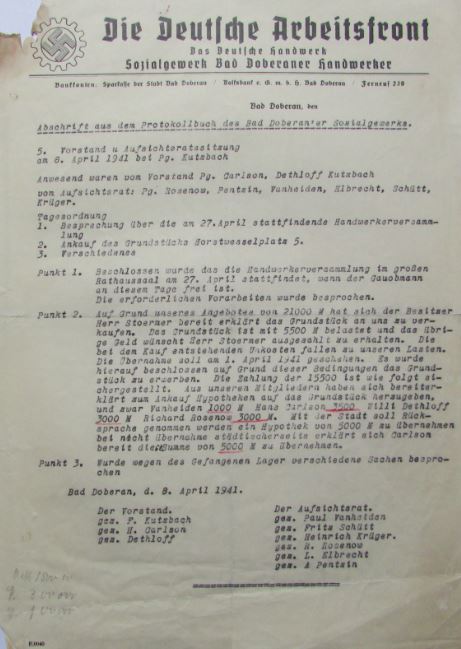 Die Deutsche Arbeitsfront
Das Deutsche Handwerk
Sozialgewerk Bad Doberaner Handwerker
Bankkonten: Sparkasse der Stadt Bad Doberan / Volksbank e. G. m. b. H. Bad Doberan / Fernruf 210
Bad Doberan, den
Abschrift aus dem Protokollbuch des Bad Doberan'er Sozialgewerks.
5. Vorstand u Aufsichtsratssitzung
am 8. April 1941 bei Pg. Kutzbach
Anwesend waren vom Vorstand Pg. Carlson, Dethloff Kutzbach
vom Aufsichtsrat: Pg. Rosenow, Pentzin, Vanheiden, Elbrecht, Schütt,
Krüger.
Tagesordnung
1. Besprechung über die am 27.April stattfindende Handwerkerversamm-
lung
2. Ankauf des Grundstücks Horstwesselplatz 5.
3. Verschiedenes
Punkt 1. Beschlossen wurde das die Handwerkerversammlung im großen
Rathaussaal am 27. April stattfindet, wenn der Gauobmann
an diesem Tage frei ist.
Die erforderlichen Vorarbeiten wurde besprochen.
Punkt 2. Auf Grund unseres Angebotes von 21000 M hat sich der Besitzer
Herr Stoermer bereit erklärt das Grundstück an uns zu ver-
kaufen. Das Grundstück ist mit 5500 M belastet und das übri-
ge Geld wünscht Herr Stoermer ausgezahlt zu erhalten. Die
bei dem Kauf entstehenden Unkosten fallen zu unseren Lasten.
Die Übernahme soll am 1. April 1941 geschehen. Es wurde
hierauf beschlossen auf Grund dieser Bedingungen das Grund-
stück zu erwerben. Die Zahlung der 15500 ist wie folgt si-
chergestellt. Aus unseren Mitgliedern haben sich bereiter-
klärt zum Ankauf Hypotheken auf das Grundstück herzugeben,
und zwar Vanheiden 1000 M Hans Carlson 3500 Willi Dethloff
3000 M Richard Rosenow 3000 M. Mit der Stadt soll Rück-
sprache genommen werden ein Hypothek von 5000 M zu übernehmen
bei nicht Übernahme städtischerseite erklärt sich Carlson
bereit die Summe von 5000 M zu übernehmen.
Punkt 3. Wurde wegen des Gefangenen Lager verschiedene Sachen bespro-
chen
Bad Doberan, d. 8. April 1941.
Der Vorstand. Der Aufsichtsrat.
gez. F. Kutzbach gez. Paul Vanheiden
gez. H. Carlson gez. Fritz Schütt
gez. Dethloff gez. Heinrich Krüger.
gez. R. Rosenow
gez. L. Elbrecht
gez. A Pentzin